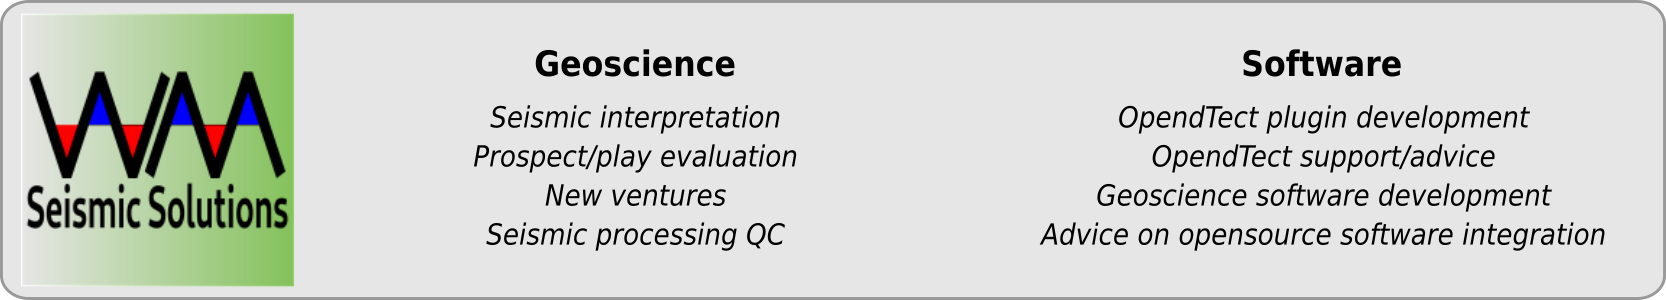 WM
Seismic Solutions
Geoscience
Seismic interpretation
Prospect/play evaluation
New ventures
Seismic processing QC
Software
OpendTect plugin development
OpendTect support/advice
Geoscience software development
Advice on opensource software integration